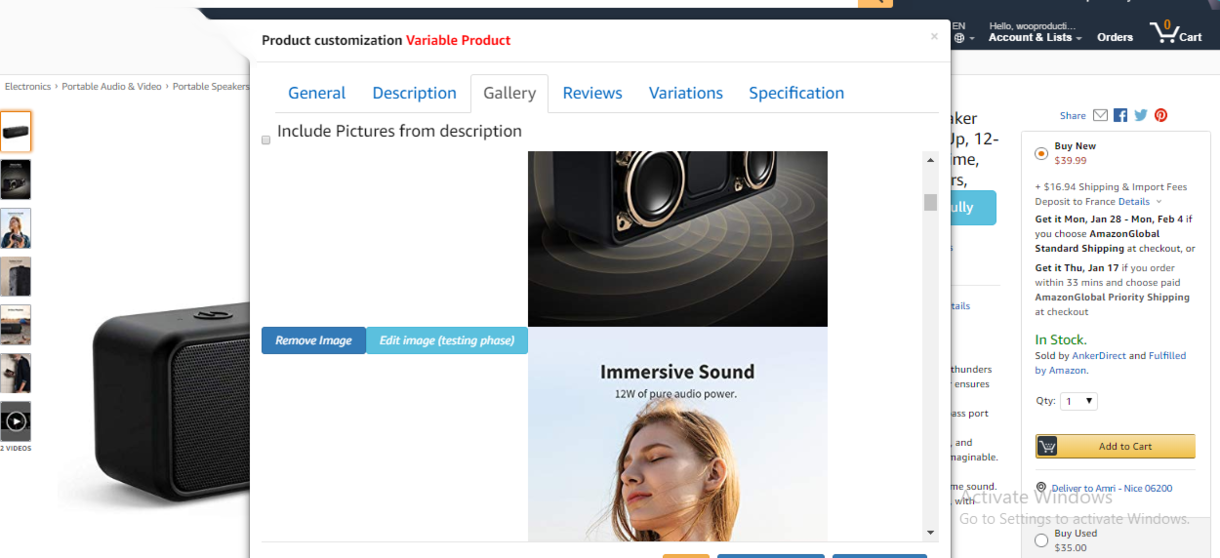 EN
Hello, wooproducti...
Account & Lists
Orders
0
Cart
Product customization Variable Product
×
Electronics › Portable Audio & Video › Portable Speakers
General
Description
Gallery
Reviews
Variations
Specification
Include Pictures from description
Remove Image
Edit image (testing phase)
Immersive Sound
12W of pure audio power.
2 VIDEOS
Up, 12-
Share
Buy New
$39.99
+ $16.94 Shipping & Import Fees
Deposit to France Details
Get it Mon, Jan 28 - Mon, Feb 4 if
you choose AmazonGlobal
Standard Shipping at checkout, or
Get it Thu, Jan 17 if you order
within 33 mins and choose paid
AmazonGlobal Priority Shipping
at checkout
In Stock.
Sold by AnkerDirect and Fulfilled
by Amazon.
Qty: 1
Add to Cart
Deliver to Amri - Nice 06200
Buy Used
$35.00
thunders
ensures
ass port
, and
maginable.
me sound.
, with
Activate Windows
Go to Settings to activate Windows.